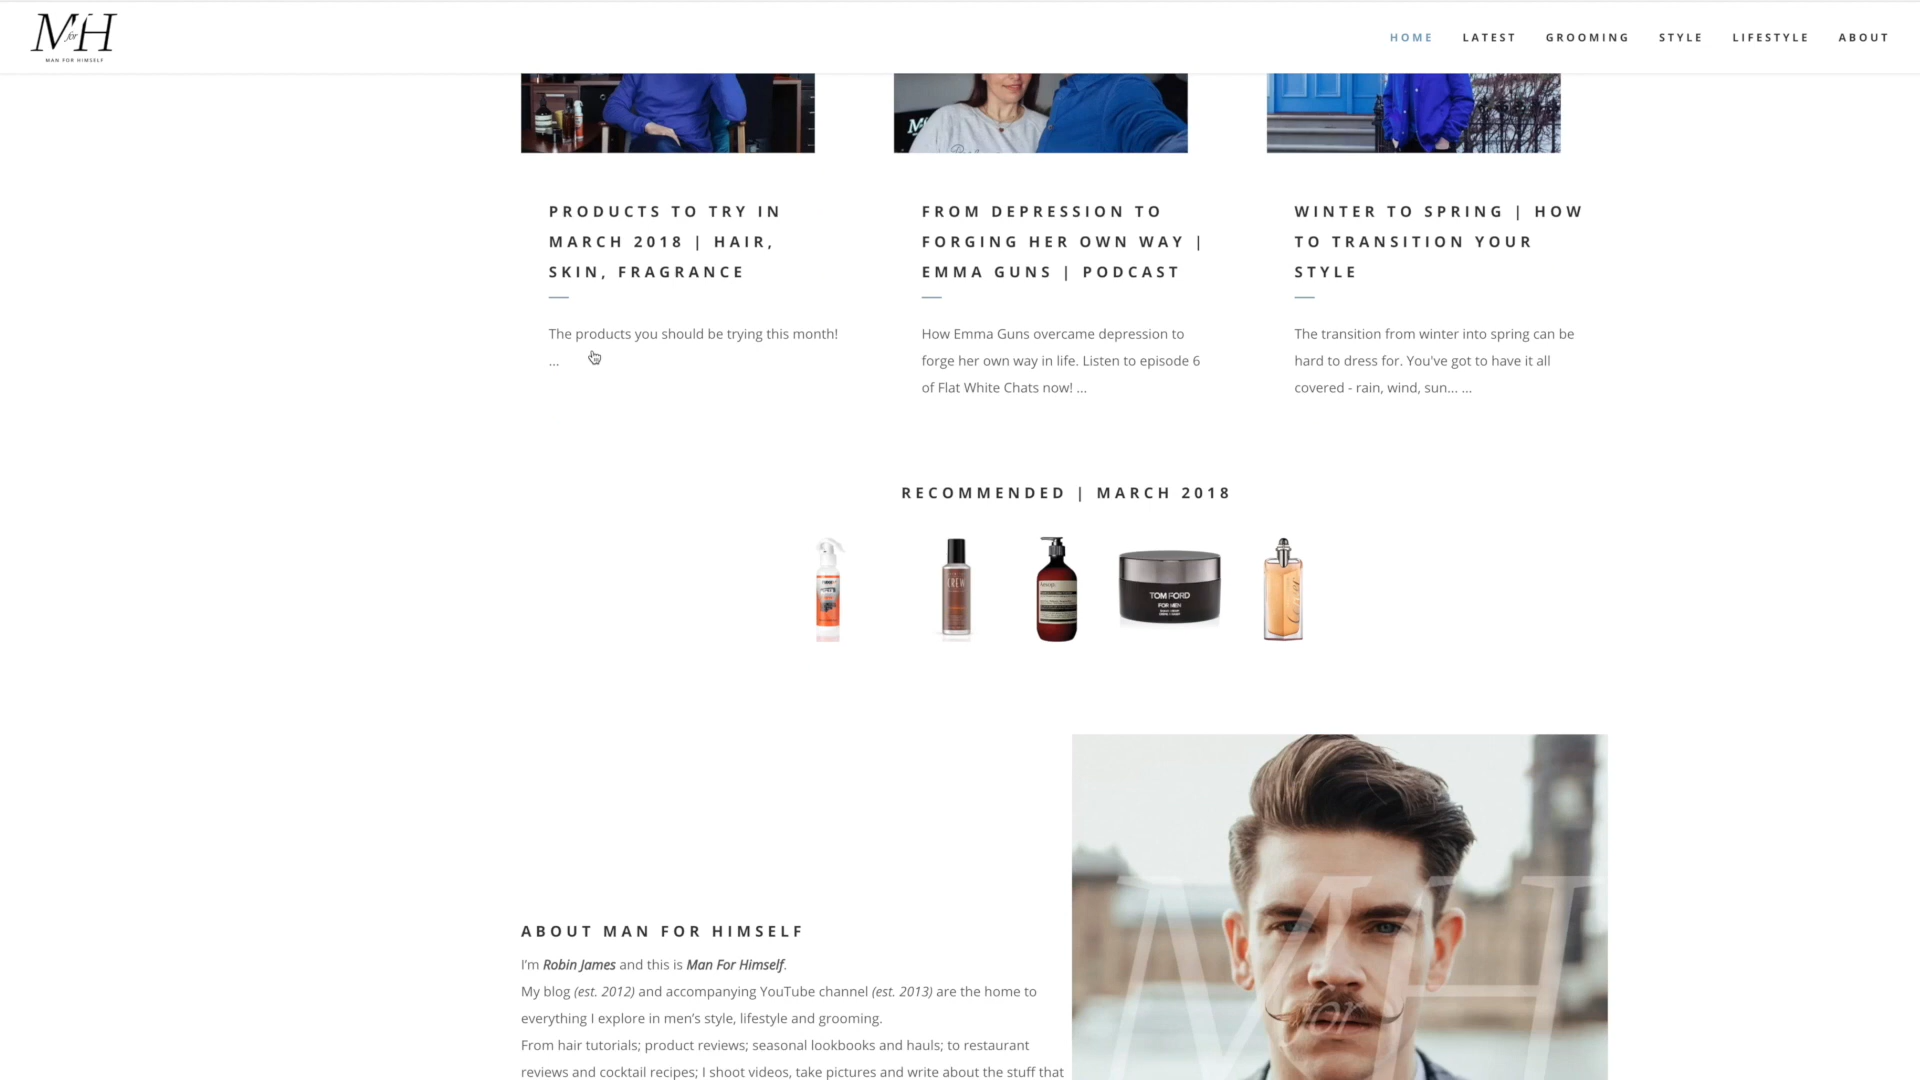 M for H
MAN FOR HIMSELF
HOME
LATEST
GROOMING
STYLE
LIFESTYLE
ABOUT
PRODUCTS TO TRY IN
MARCH 2018 | HAIR,
SKIN, FRAGRANCE
The products you should be trying this month!
...
FROM DEPRESSION TO
FORGING HER OWN WAY |
EMMA GUNS | PODCAST
How Emma Guns overcame depression to
forge her own way in life. Listen to episode 6
of Flat White Chats now! ...
WINTER TO SPRING | HOW
TO TRANSITION YOUR
STYLE
The transition from winter into spring can be
hard to dress for. You've got to have it all
covered - rain, wind, sun... ...
RECOMMENDED | MARCH 2018
CREW
Aesop.
TOM FORD
FOR MEN
ABOUT MAN FOR HIMSELF
I'm Robin James and this is Man For Himself.
My blog (est. 2012) and accompanying YouTube channel (est. 2013) are the home to
everything I explore in men's style, lifestyle and grooming.
From hair tutorials; product reviews; seasonal lookbooks and hauls; to restaurant
reviews and cocktail recipes; I shoot videos, take pictures and write about the stuff that
M for H